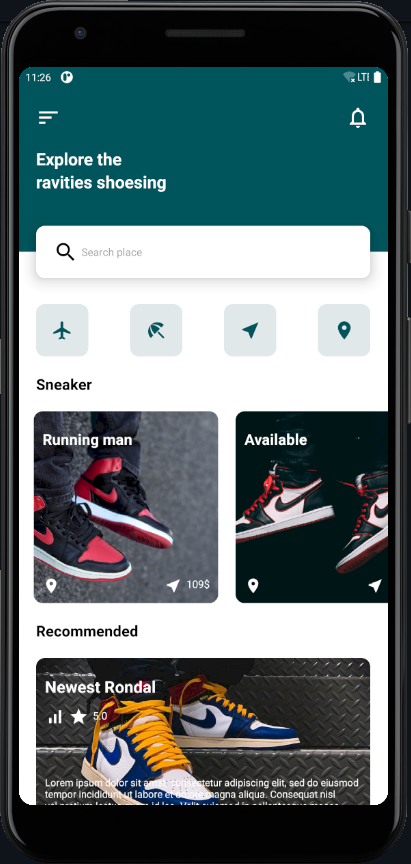 11:26
LTE
Explore the
ravities shoesing
Search place
Sneaker
Running man
Available
109$
Recommended
Newest Rondal
5.0
Lorem ipsum dolor sit amet, consectetur adipiscing elit, sed do eiusmod
tempor incididunt ut labore et dolore magna aliqua. Consequat nisl